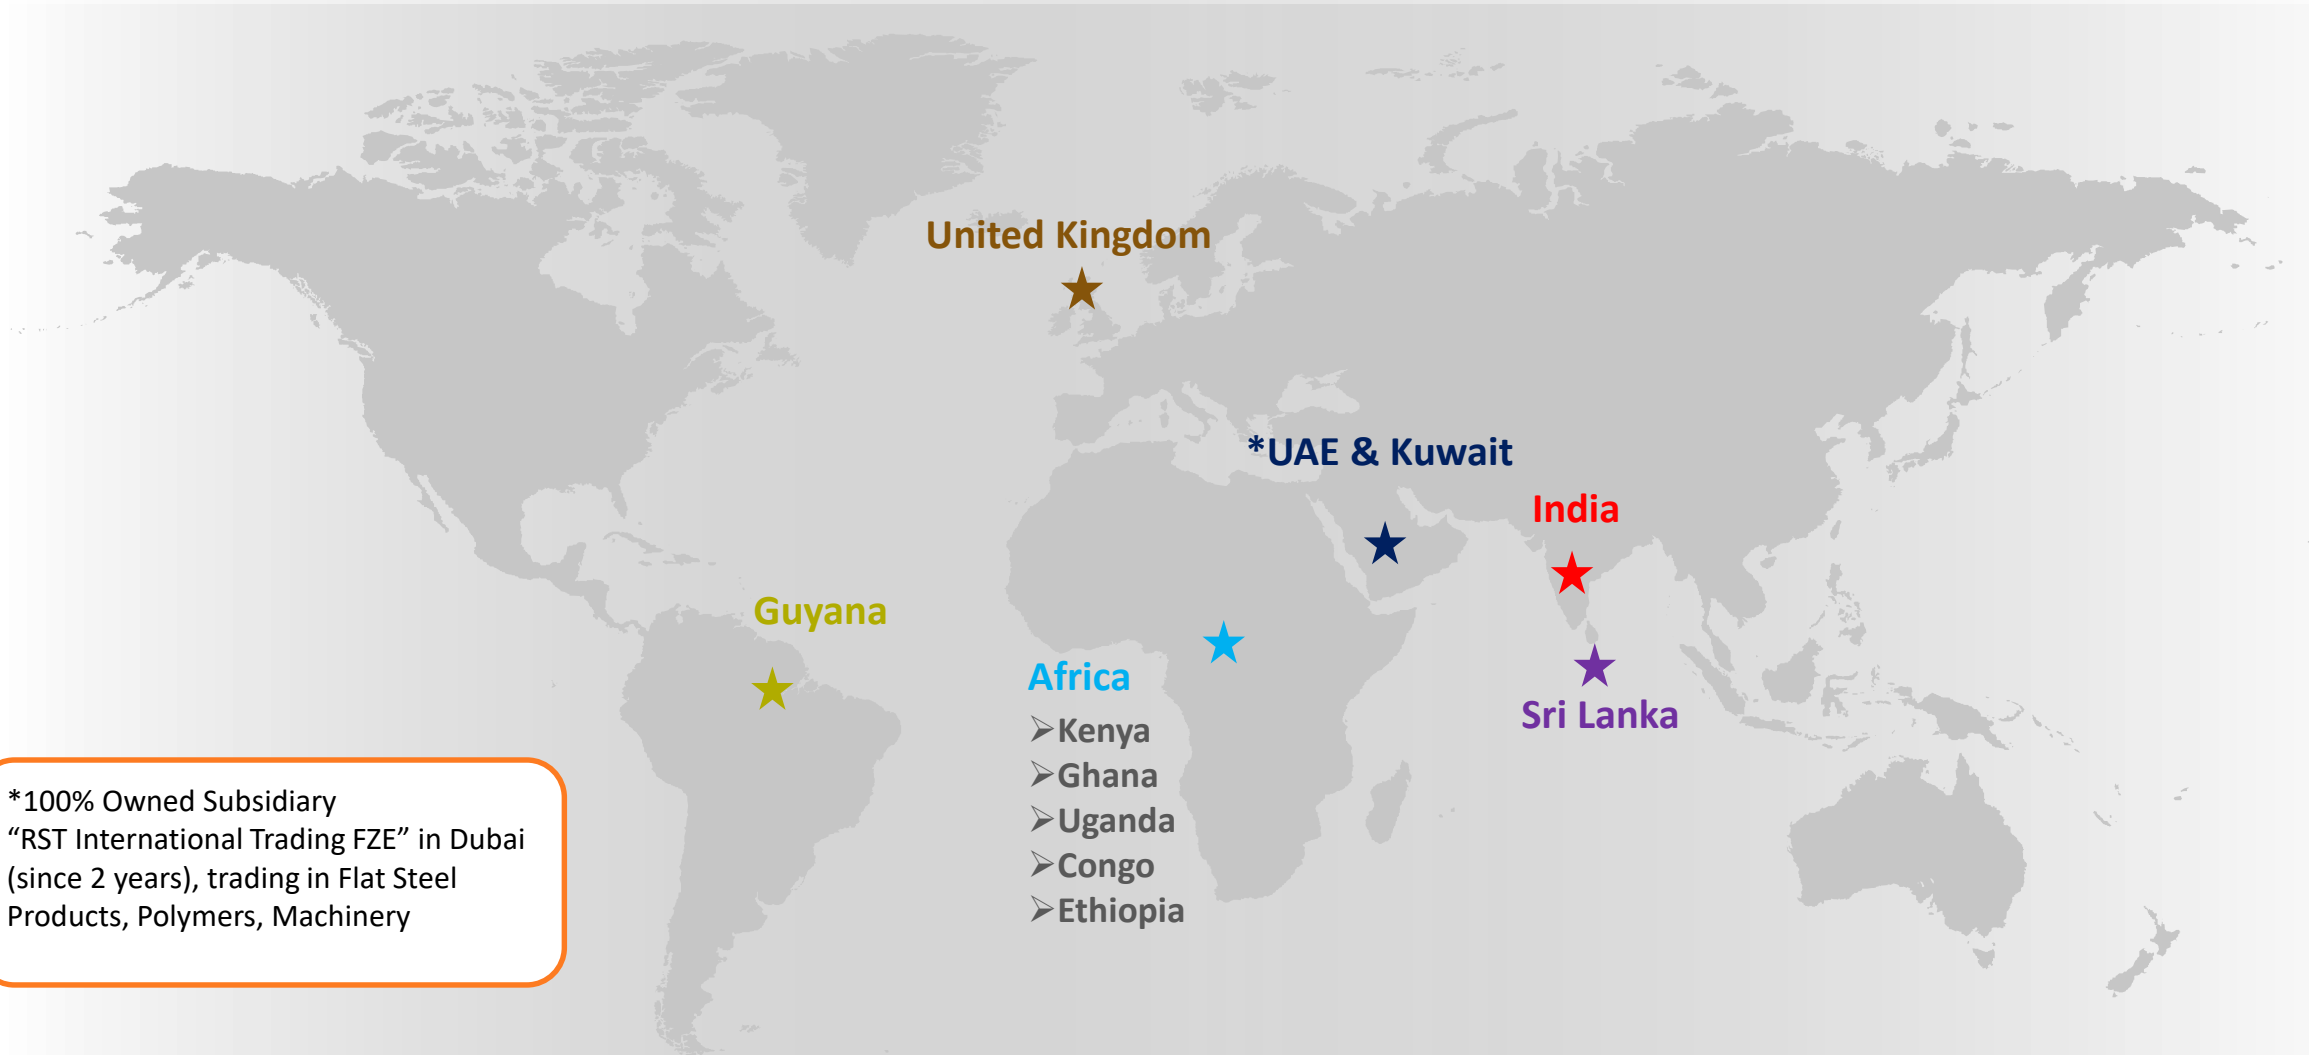 United Kingdom
*UAE & Kuwait
India
Guyana
Africa
➢Kenya
➢Ghana
➢Uganda
➢Congo
➢Ethiopia
Sri Lanka
*100% Owned Subsidiary
“RST International Trading FZE” in Dubai
(since 2 years), trading in Flat Steel
Products, Polymers, Machinery